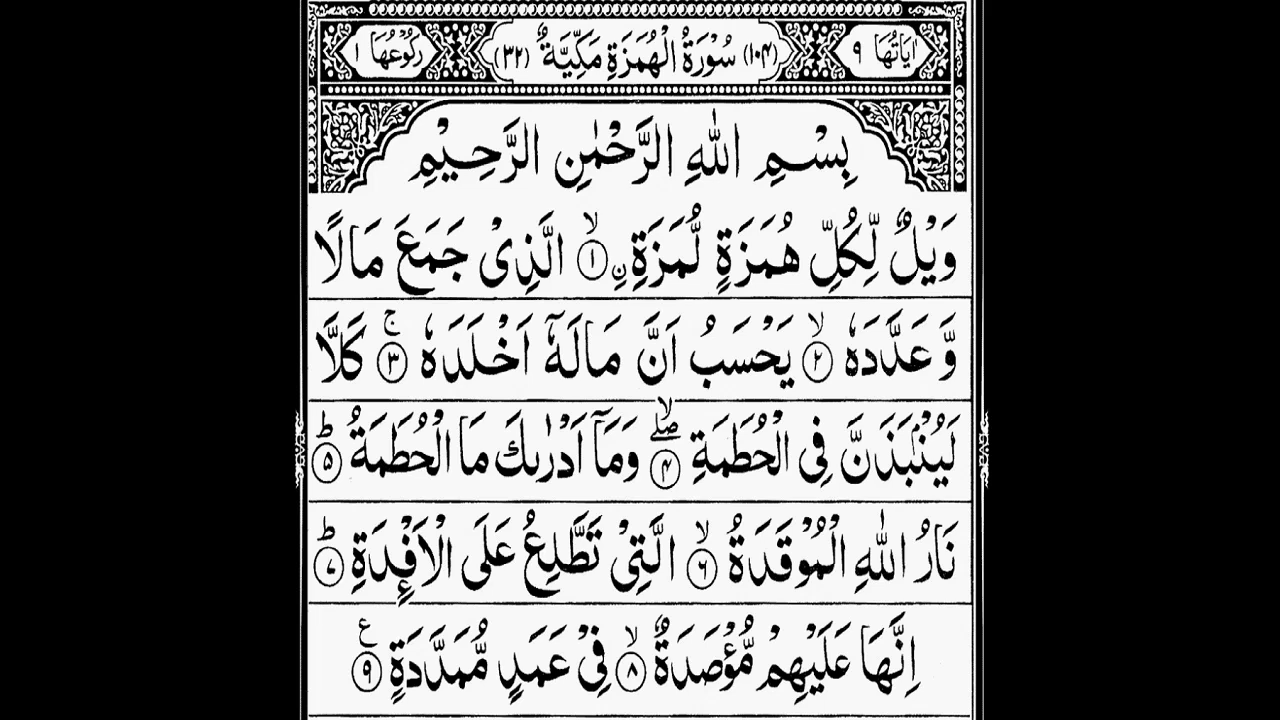 اٰيَاتُهَا ٩ (١٠٤) سُوْرَةُ الْهُمَزَةِ مَكِّيَّةٌ (٣٢) رُكُوْعُهَا ١
بِسْمِ اللّٰهِ الرَّحْمٰنِ الرَّحِيْمِ
وَيْلٌ لِّكُلِّ هُمَزَةٍ لُّمَزَةِ ۨ ۙ ١ الَّذِىْ جَمَعَ مَالًا
وَّ عَدَّدَهٗ ۙ ٢ يَحْسَبُ اَنَّ مَالَهٗۤ اَخْلَدَهٗ ۚ ٣ كَلَّا
لَيُنْۢبَذَنَّ فِى الْحُطَمَةِ ۖ ۙ ٤ وَمَاۤ اَدْرٰىكَ مَا الْحُطَمَةُ ؕ ٥
نَارُ اللّٰهِ الْمُوْقَدَةُ ۙ ٦ الَّتِىْ تَطَّلِعُ عَلَى الْاَفْـِٕدَةِ ؕ ٧
اِنَّهَا عَلَيْهِمْ مُّؤْصَدَةٌ ۙ ٨ فِىْ عَمَدٍ مُّمَدَّدَةٍ ع ٩